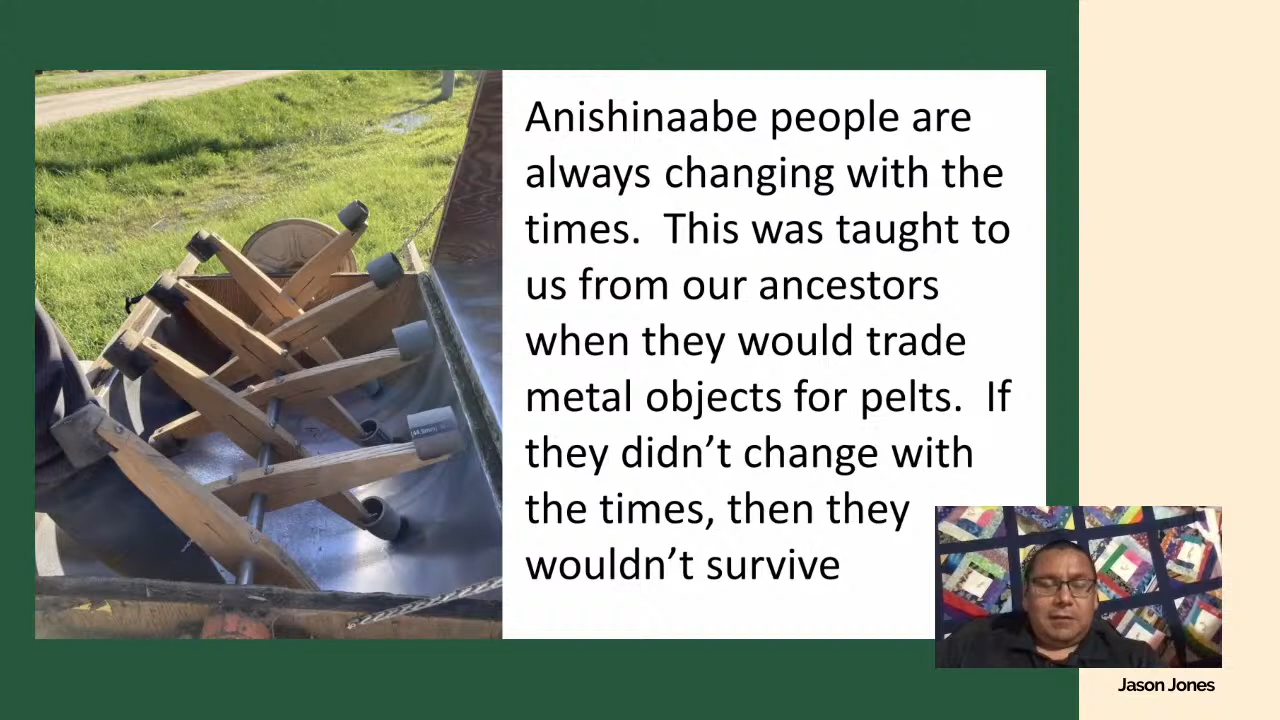 Anishinaabe people are
always changing with the
times.  This was taught to
us from our ancestors
when they would trade
metal objects for pelts.  If
they didn’t change with
the times, then they
wouldn’t survive
Jason Jones